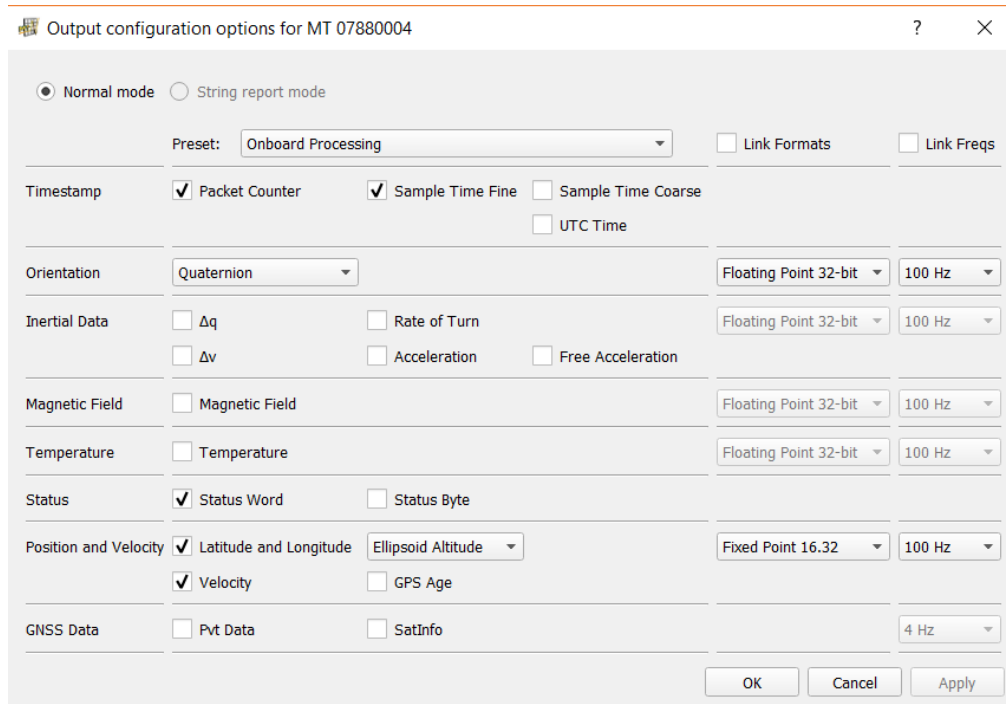 Output configuration options for MT 07880004 ?
Normal mode String report mode
Preset: Onboard Processing Link Formats Link Freqs
Timestamp Packet Counter Sample Time Fine Sample Time Coarse
UTC Time
Orientation Quaternion Floating Point 32-bit 100 Hz
Inertial Data Δq Rate of Turn Floating Point 32-bit 100 Hz
Δv Acceleration Free Acceleration
Magnetic Field Magnetic Field Floating Point 32-bit 100 Hz
Temperature Temperature Floating Point 32-bit 100 Hz
Status Status Word Status Byte
Position and Velocity Latitude and Longitude Ellipsoid Altitude Fixed Point 16.32 100 Hz
Velocity GPS Age
GNSS Data Pvt Data SatInfo 4 Hz
OK Cancel Apply